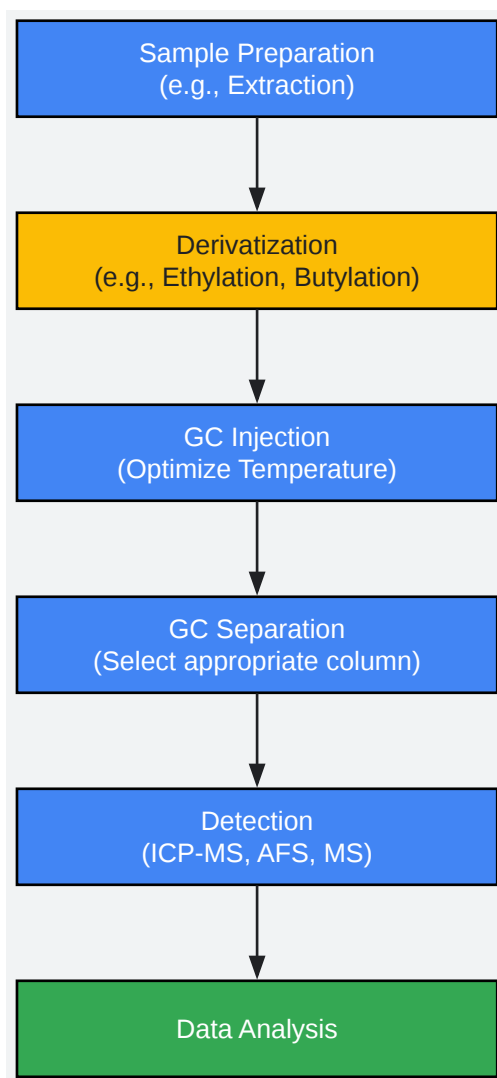 Sample Preparation
(e.g., Extraction)
Derivatization
(e.g., Ethylation, Butylation)
GC Injection
(Optimize Temperature)
GC Separation
(Select appropriate column)
Detection
(ICP-MS, AFS, MS)
Data Analysis